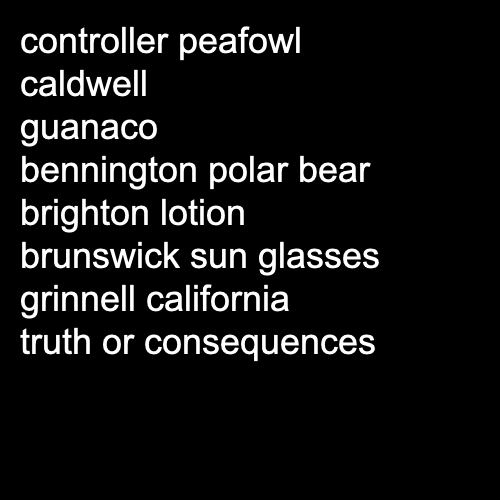 controller peafowl
caldwell
guanaco
bennington polar bear
brighton lotion
brunswick sun glasses
grinnell california
truth or consequences